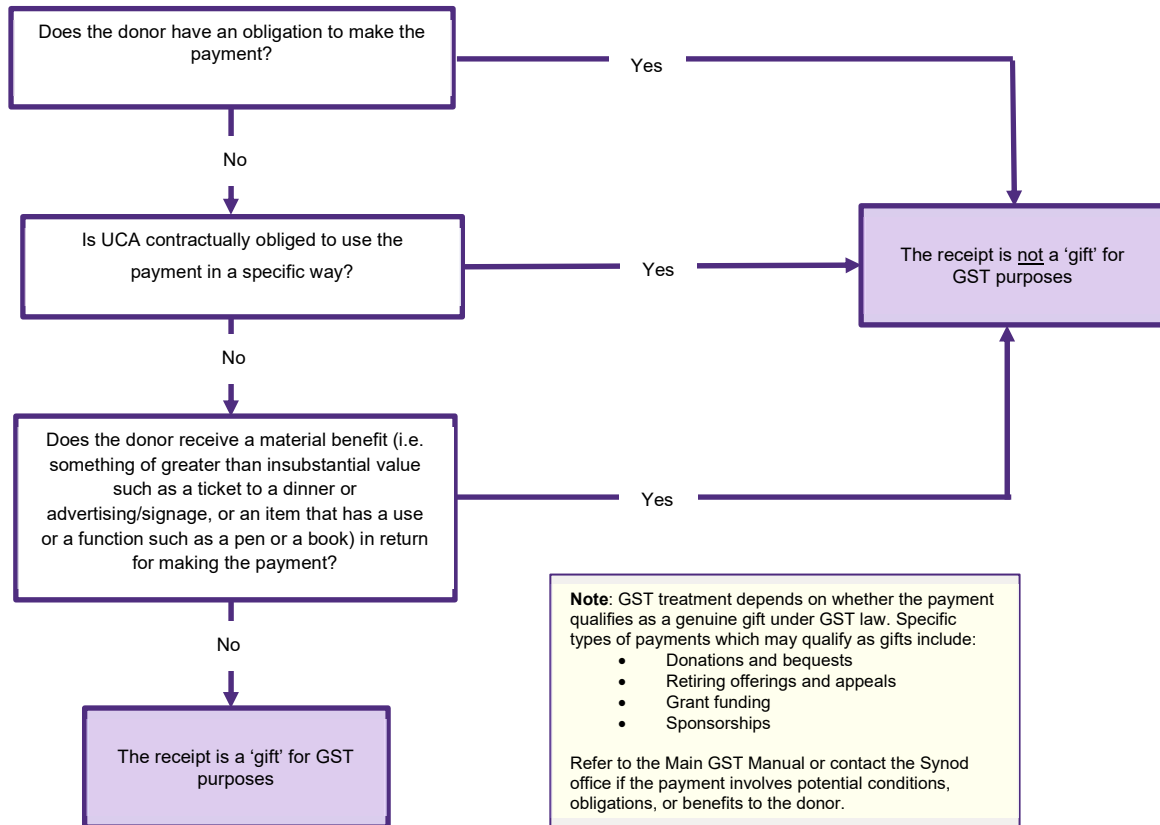 Does the donor have an obligation to make the
payment?
Yes
No
Is UCA contractually obliged to use the
payment in a specific way?
Yes
The receipt is not a ‘gift’ for
GST purposes
No
Does the donor receive a material benefit (i.e.
something of greater than insubstantial value
such as a ticket to a dinner or
advertising/signage, or an item that has a use
or a function such as a pen or a book) in return
for making the payment?
Yes
No
The receipt is a ‘gift’ for GST
purposes
Note: GST treatment depends on whether the payment
qualifies as a genuine gift under GST law. Specific
types of payments which may qualify as gifts include:
• Donations and bequests
• Retiring offerings and appeals
• Grant funding
• Sponsorships
Refer to the Main GST Manual or contact the Synod
office if the payment involves potential conditions,
obligations, or benefits to the donor.